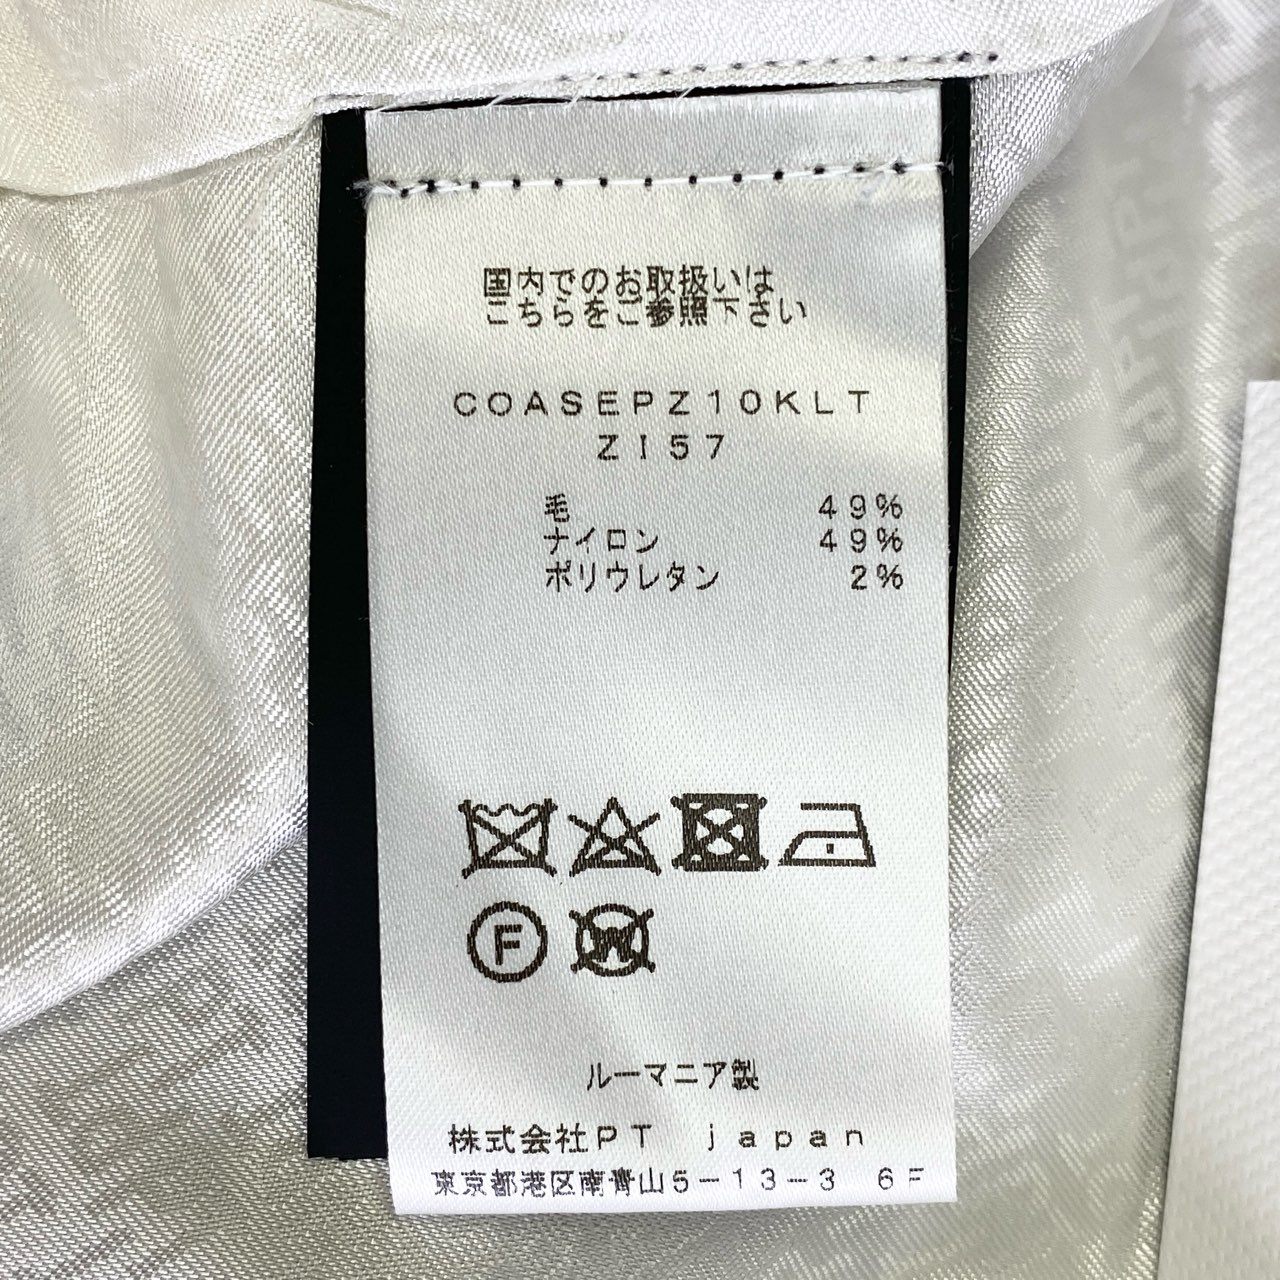 国内でのお取扱いは
こちらをご参照下さい
COASEPZ10KLT
ZI57
毛 49%
ナイロン 49%
ポリウレタン 2%
F
W
ルーマニア製
株式会社PT japan
東京都港区南青山5-13-3 6F